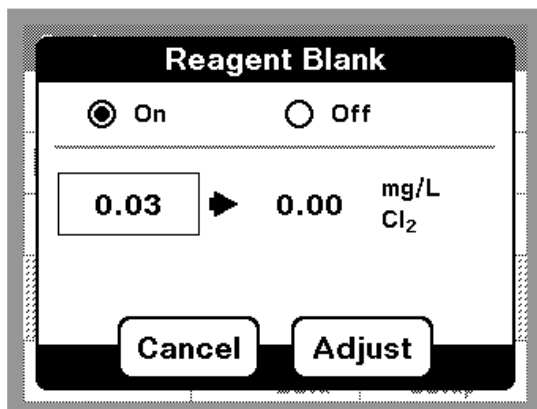 Reagent Blank
On Off
0.03 0.00 mg/L
Cl₂
Cancel Adjust